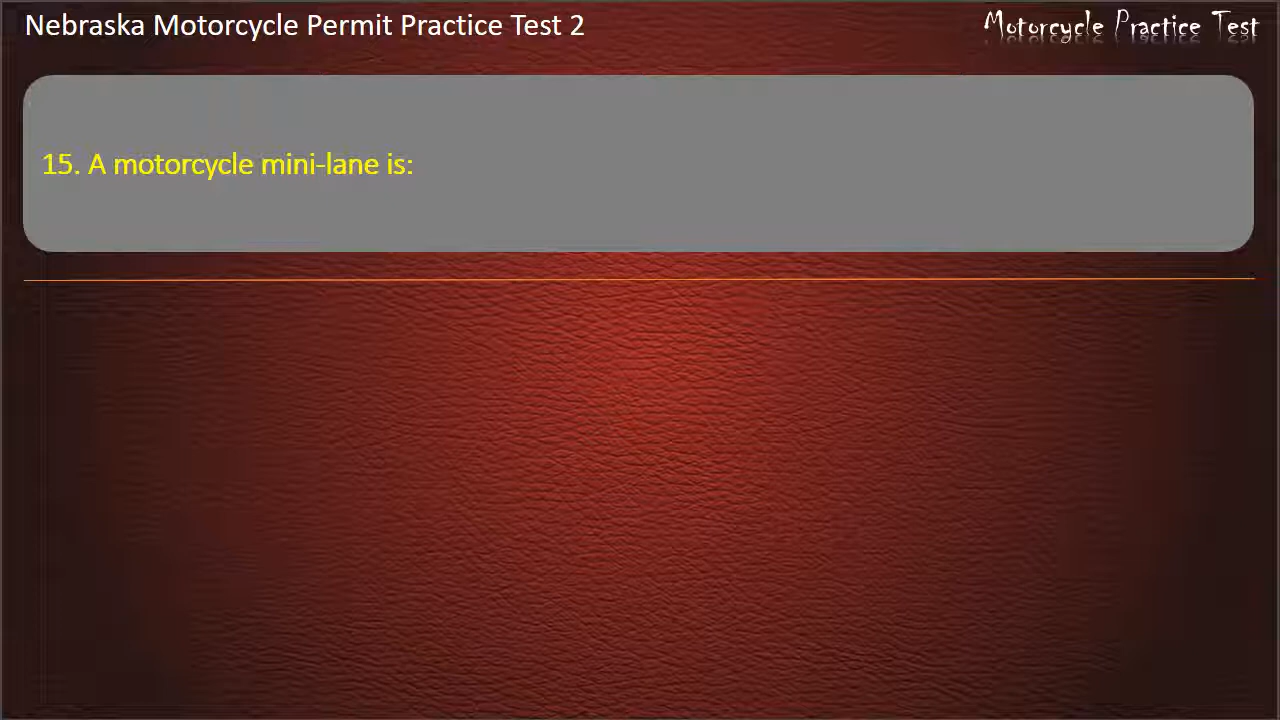 Nebraska Motorcycle Permit Practice Test 2
Motorcycle Practice Test
15. A motorcycle mini-lane is: